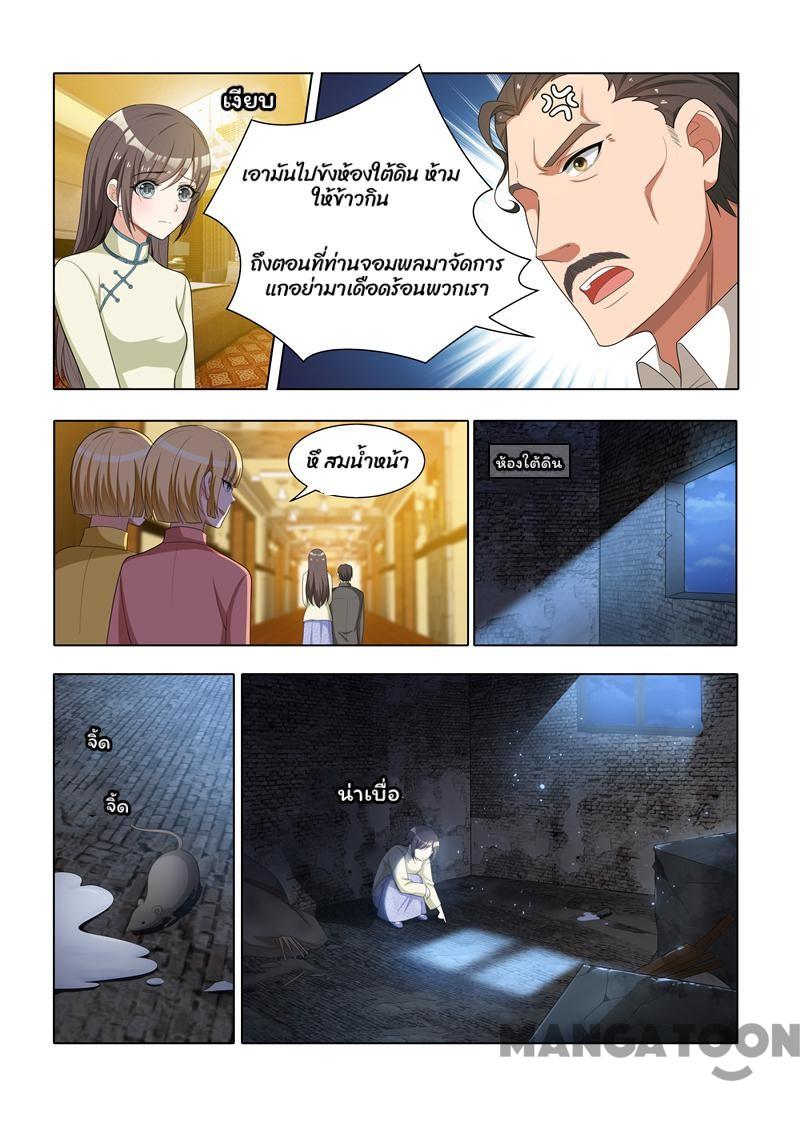 เงียบ
เอามันไปขังห้องใต้ดิน ห้าม
ให้ข้าวกิน
ถึงตอนที่ท่านจอมพลมาจัดการ
แกอย่ามาเดือดร้อนพวกเรา
หึ สมน้ำหน้า
ห้องใต้ดิน
จี๊ด
จี๊ด
น่าเบื่อ
MANGATOON